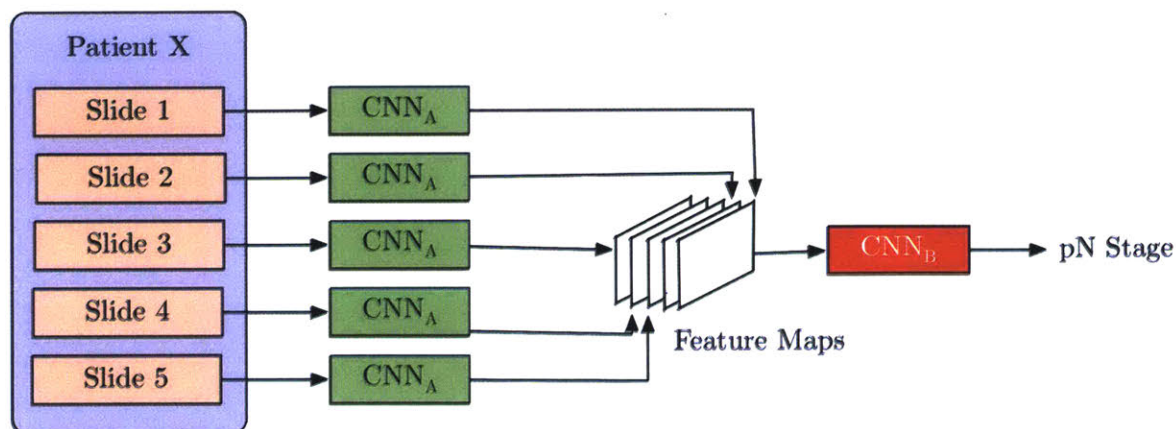 Patient X
Slide 1
CNN_A
Slide 2
CNN_A
Slide 3
CNN_A
CNN_B
pN Stage
Slide 4
CNN_A
Feature Maps
Slide 5
CNN_A